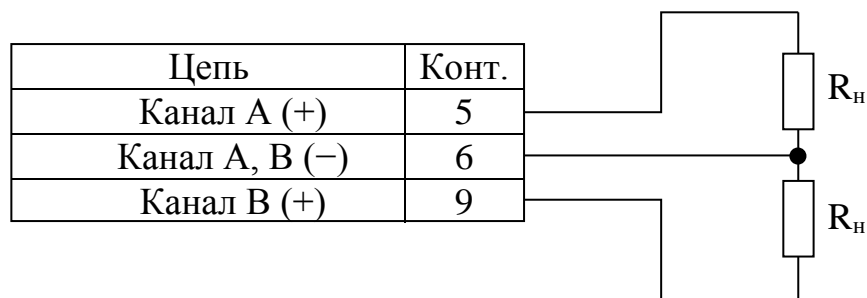 Цепь Конт.
Канал А (+) 5
Rн
Канал А, В (−) 6
Канал В (+) 9
Rн